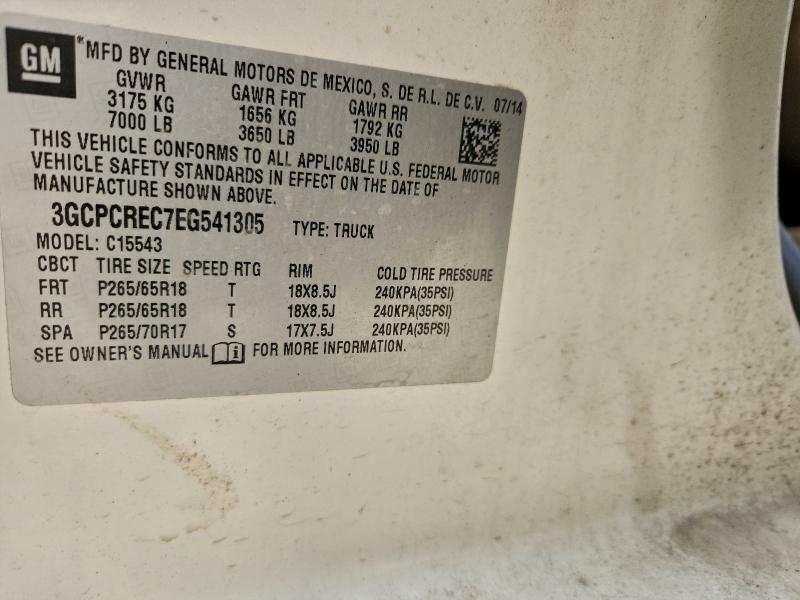 GM
®MFD BY GENERAL MOTORS DE MEXICO, S. DE R.L. DE C.V. 07/14
GVWR GAWR FRT GAWR RR
3175 KG 1656 KG 1792 KG
7000 LB 3650 LB 3950 LB
THIS VEHICLE CONFORMS TO ALL APPLICABLE U.S. FEDERAL MOTOR
VEHICLE SAFETY STANDARDS IN EFFECT ON THE DATE OF
MANUFACTURE SHOWN ABOVE.
3GCPCREC7EG541305 TYPE: TRUCK
MODEL: C15543
CBCT TIRE SIZE SPEED RTG RIM COLD TIRE PRESSURE
FRT P265/65R18 T 18X8.5J 240KPA(35PSI)
RR P265/65R18 T 18X8.5J 240KPA(35PSI)
SPA P265/70R17 S 17X7.5J 240KPA(35PSI)
SEE OWNER'S MANUAL FOR MORE INFORMATION.